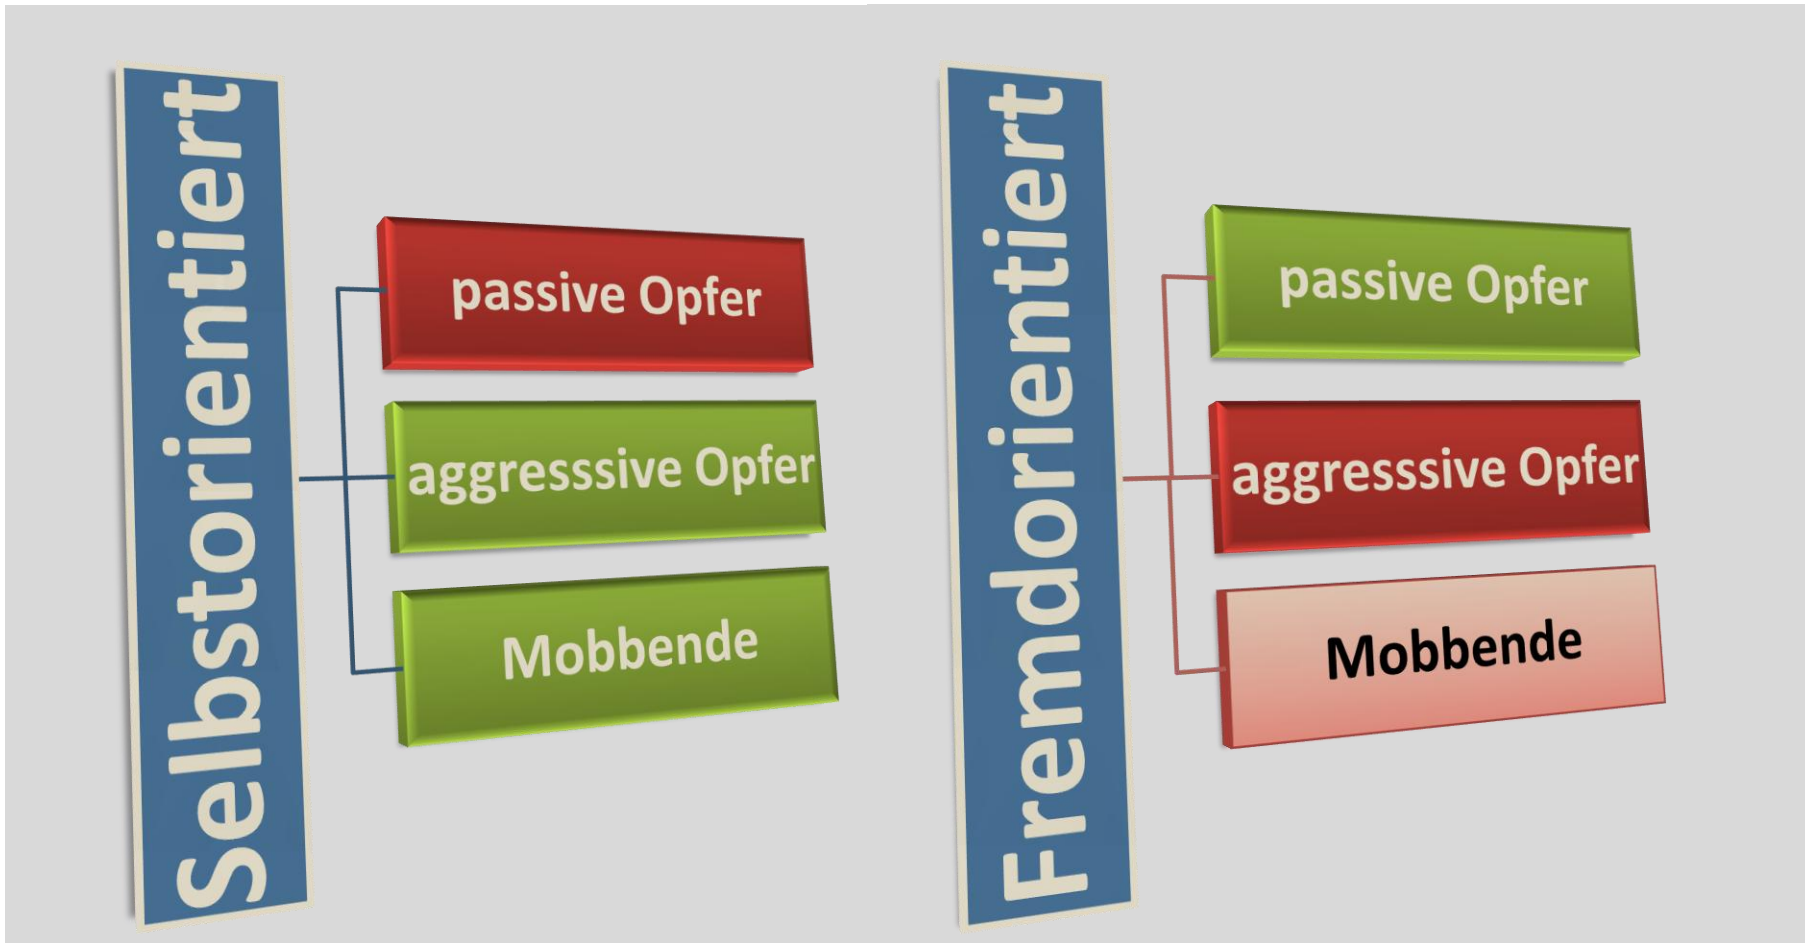 Selbstorientiert
passive Opfer
aggresssive Opfer
Mobbende
Fremdorientiert
passive Opfer
aggresssive Opfer
Mobbende